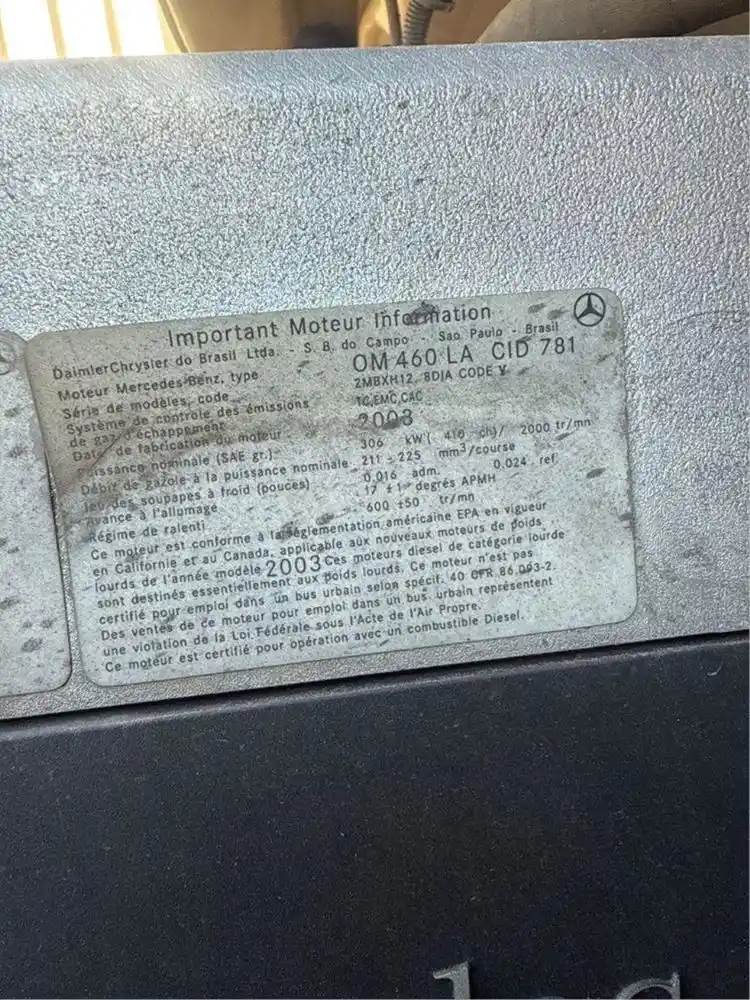 Important Moteur Information
DaimlerChrysler do Brasil Ltda. - S. B. do Campo - Sao Paulo - Brasil
Moteur Mercedes-Benz, type OM 460 LA CID 781
Série de modèles, code 2MBXH12. 8DJA CODE Y
Système de contrôle des émissions de gaz d'échappement TC,EMC,CAC
Date de fabrication du moteur 2003
Puissance nominale (SAE gr.) 306 kW( 410 ch)/ 2000 tr/mn
Débit de gazole à la puissance nominale 211 - 225 mm³/course
Jeu des soupapes à froid (pouces) 0.016 adm. 0.024 ref.
Avance à l'allumage 17 ±1 degrés APMH
Régime de ralenti 600 ±50 tr/mn
Ce moteur est conforme à la réglementation américaine EPA en vigueur
en Californie et au Canada, applicable aux nouveaux moteurs de poids
lourds de l'année modèle 2003 Ces moteurs diesel de catégorie lourde
sont destinés essentiellement aux poids lourds. Ce moteur n'est pas
certifié pour emploi dans un bus urbain selon spécif. 40 CFR 86.093-2.
Des ventes de ce moteur pour emploi dans un bus urbain représentent
une violation de la Loi Fédérale sous l'Acte de l'Air Propre.
Ce moteur est certifié pour opération avec un combustible Diesel.